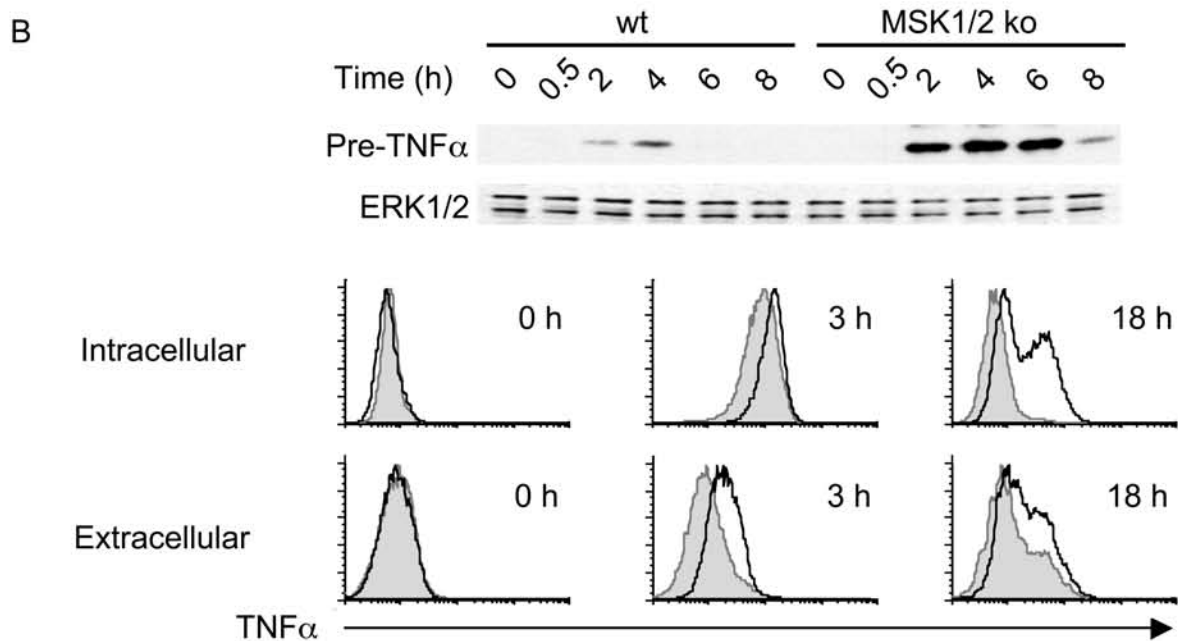 B
wt MSK1/2 ko
Time (h) 0 0.5 2 4 6 8 0 0.5 2 4 6 8
Pre-TNFα
ERK1/2
Intracellular 0 h 3 h 18 h
Extracellular 0 h 3 h 18 h
TNFα